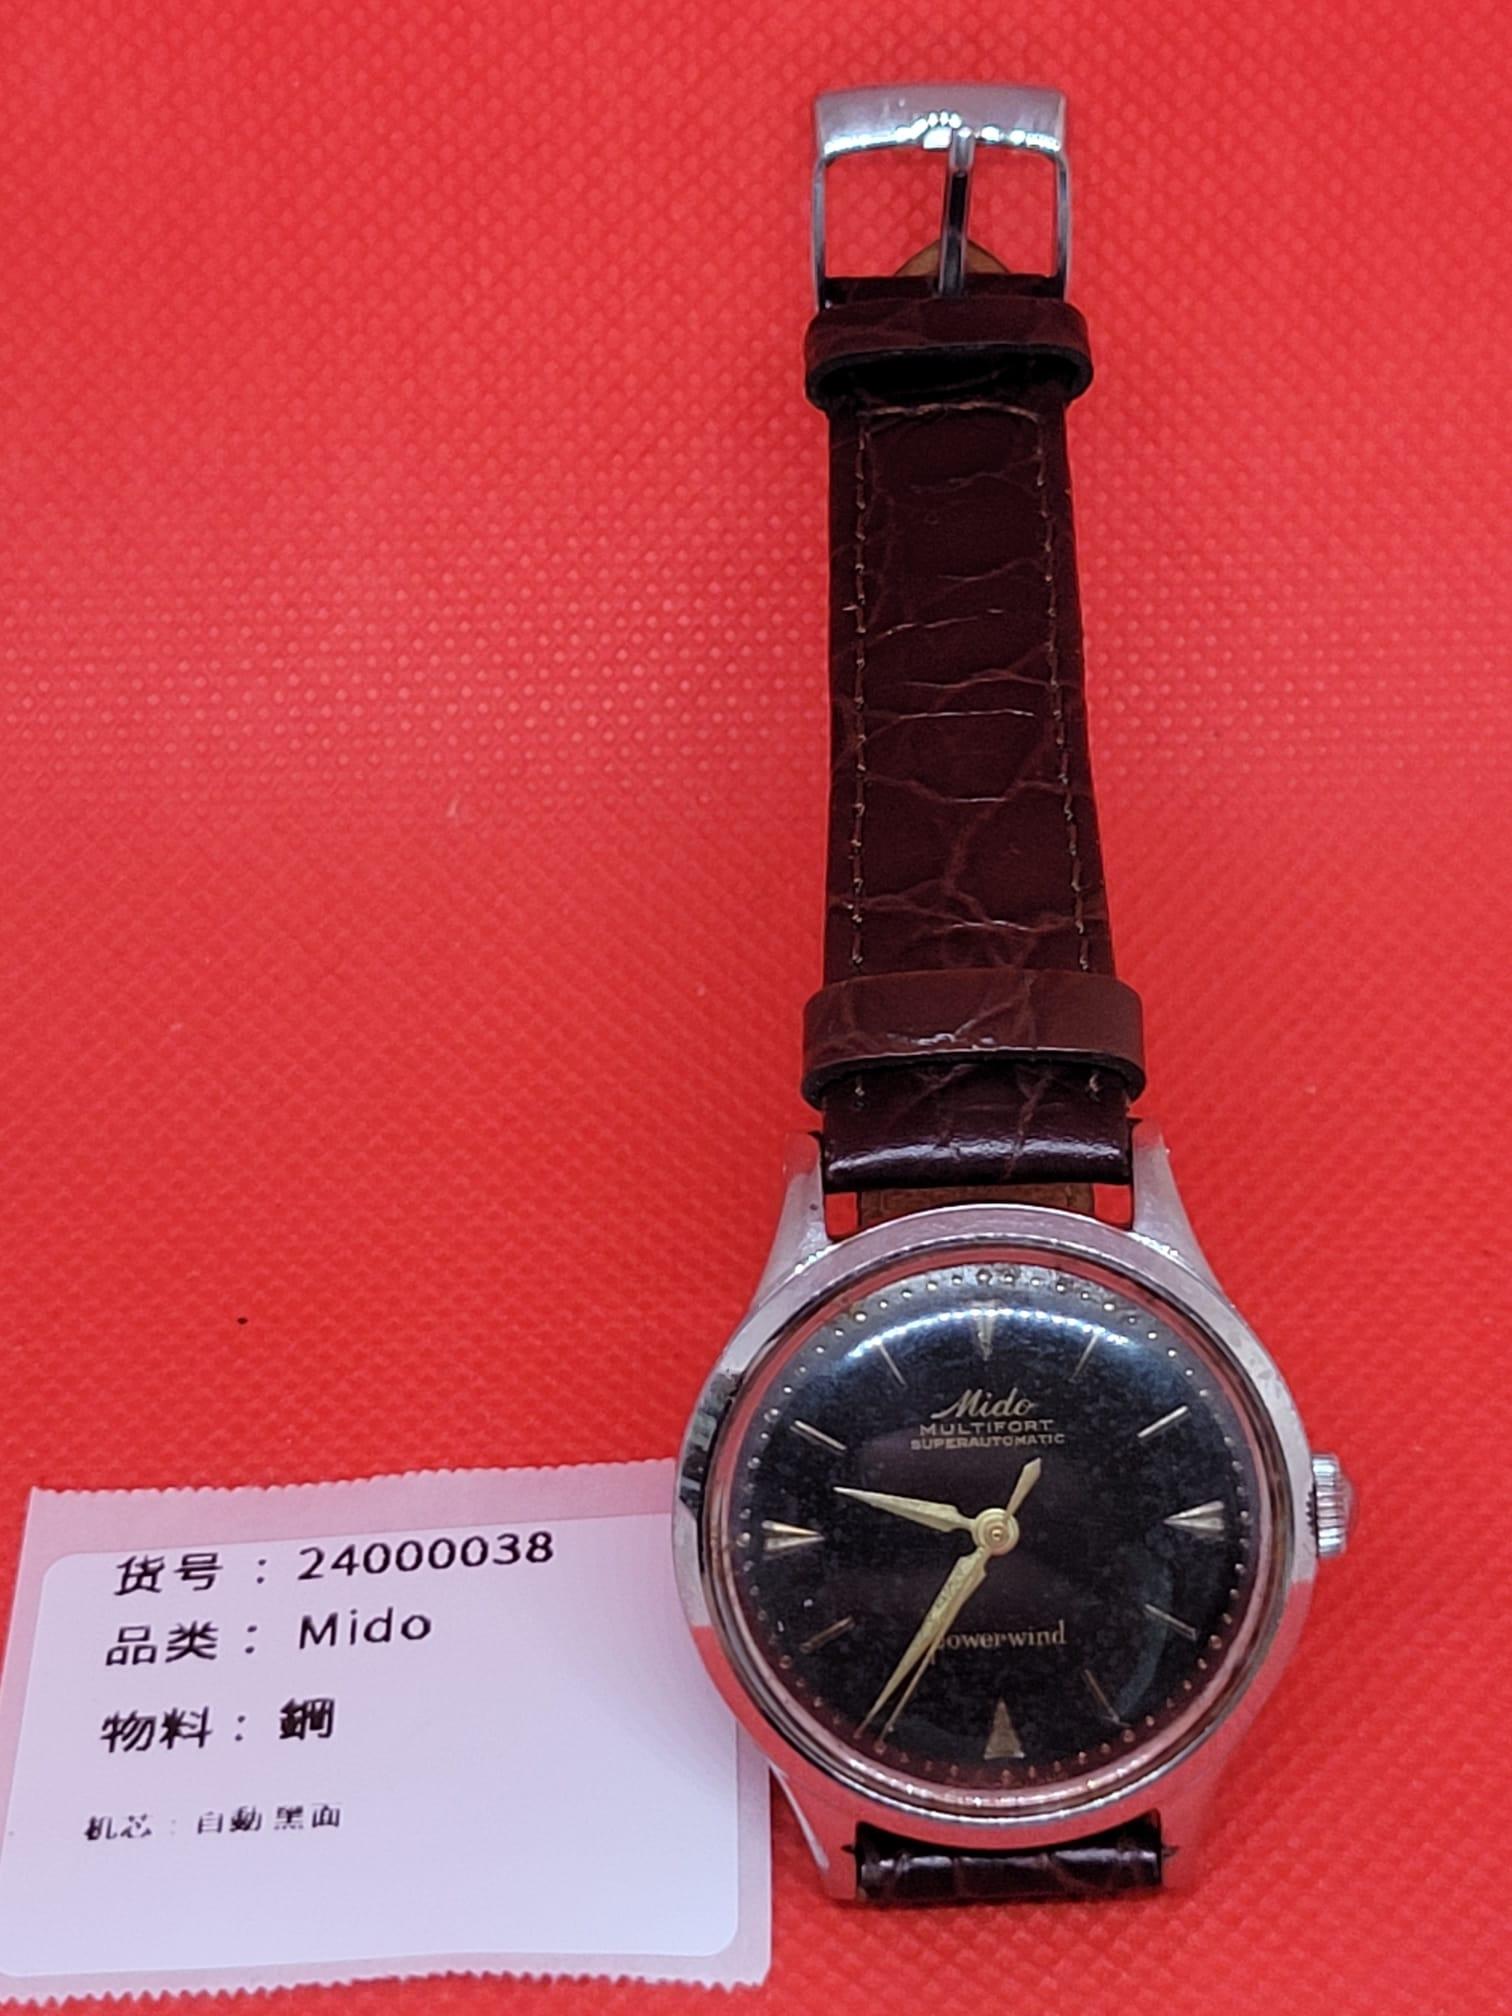 Mido
MULTIFORT
SUPERAUTOMATIC
powerwind
货号：24000038
品类：Mido
物料：鋼
机芯：自動 黑面